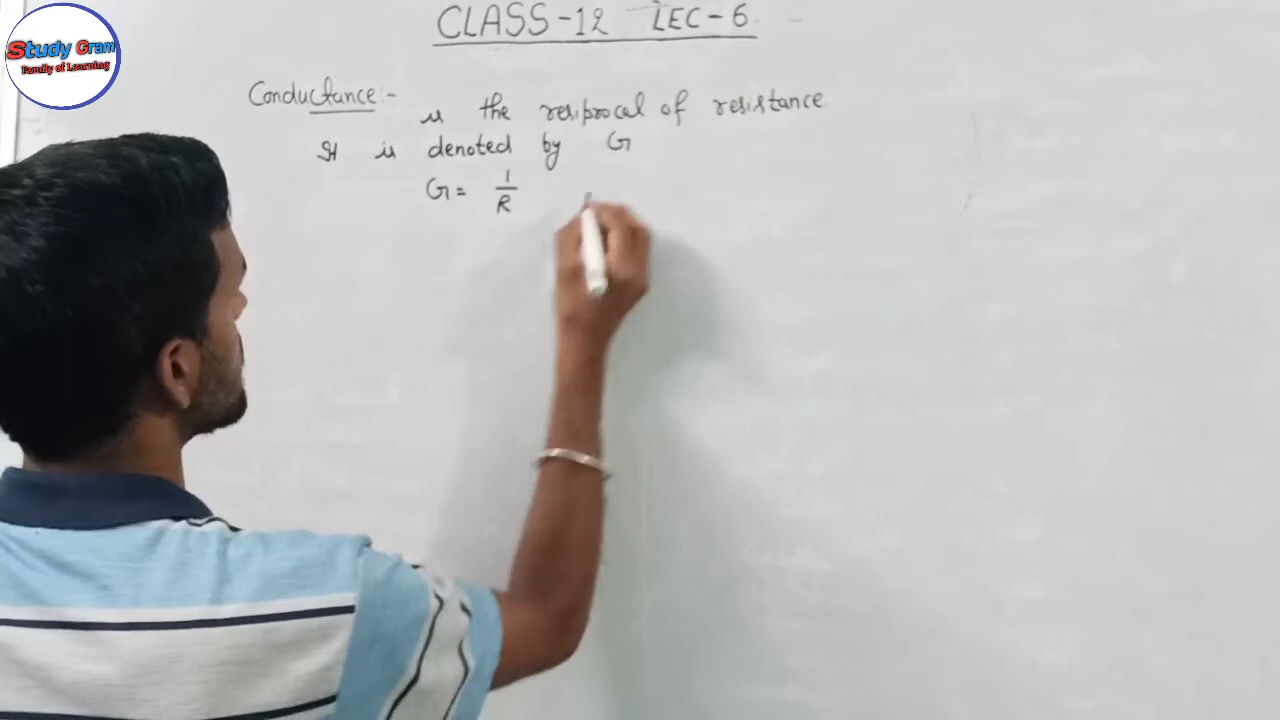 Study Gram
Family of Learning
CLASS-12 LEC-6
Conductance:-
is the resiprocal of resistance
It is denoted by G
G = 1/R